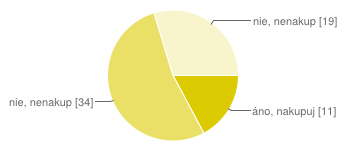 nie, nenakup [19]
nie, nenakup [34]
áno, nakupuj [11]